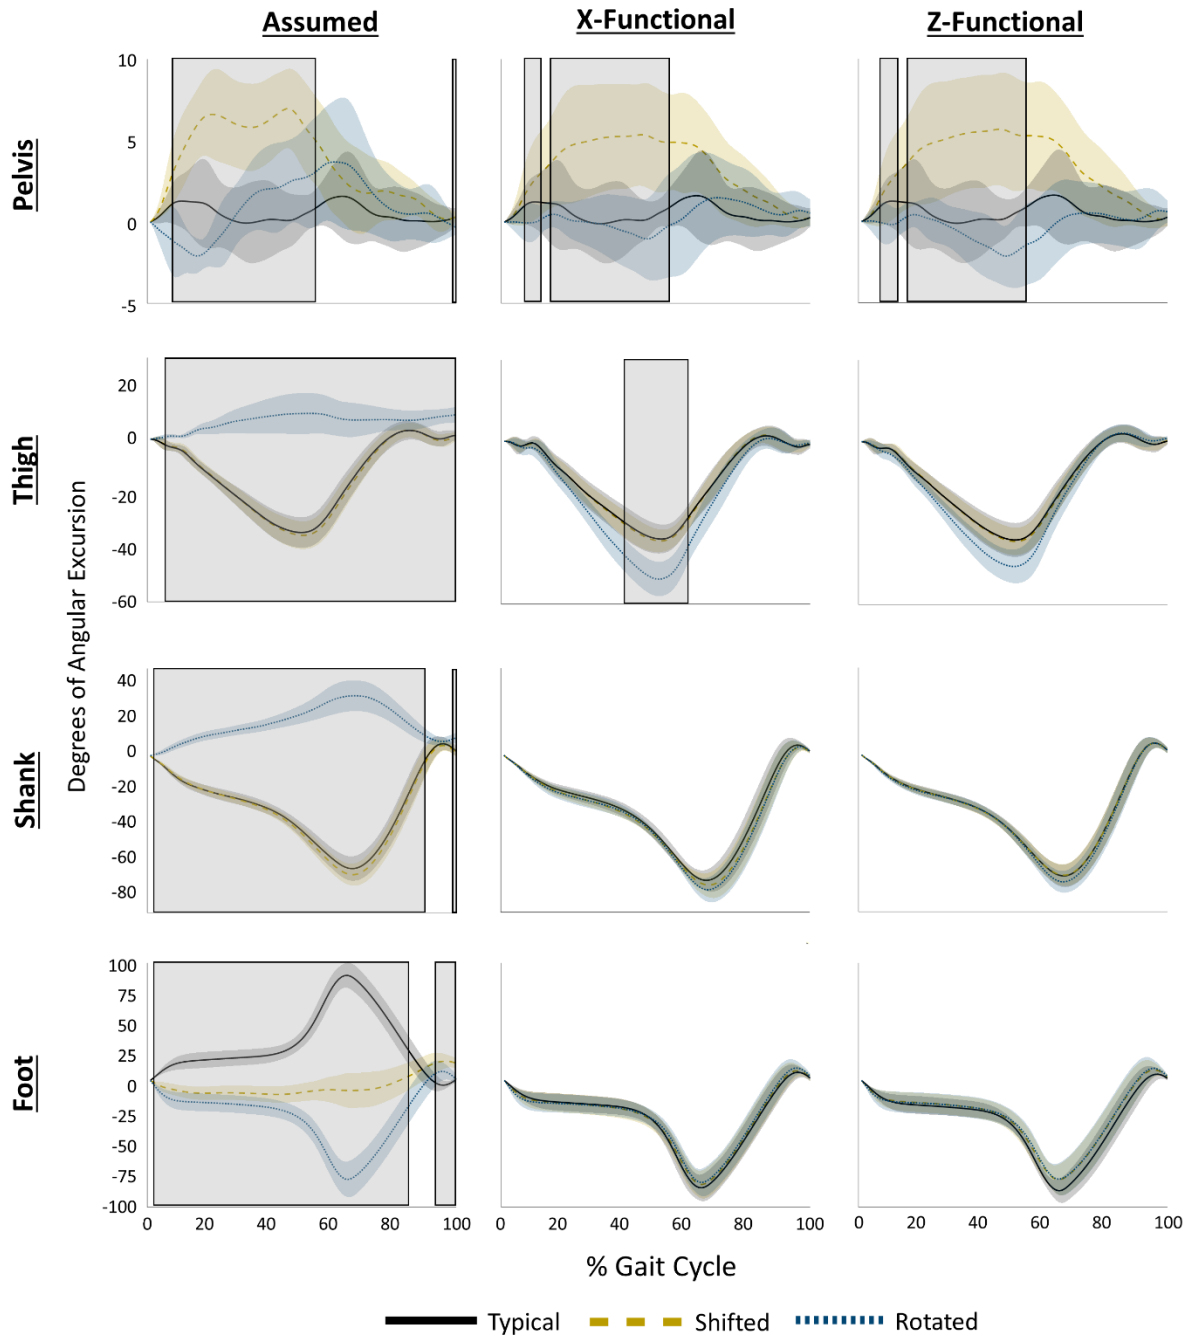 Assumed X-Functional Z-Functional
Pelvis
10
5
0
-5
Thigh
20
0
-20
-40
-60
Degrees of Angular Excursion
Shank
40
20
0
-20
-40
-60
-80
Foot
100
75
50
25
0
-25
-50
-75
-100
0 20 40 60 80 100 0 20 40 60 80 100 0 20 40 60 80 100
% Gait Cycle
Typical Shifted Rotated